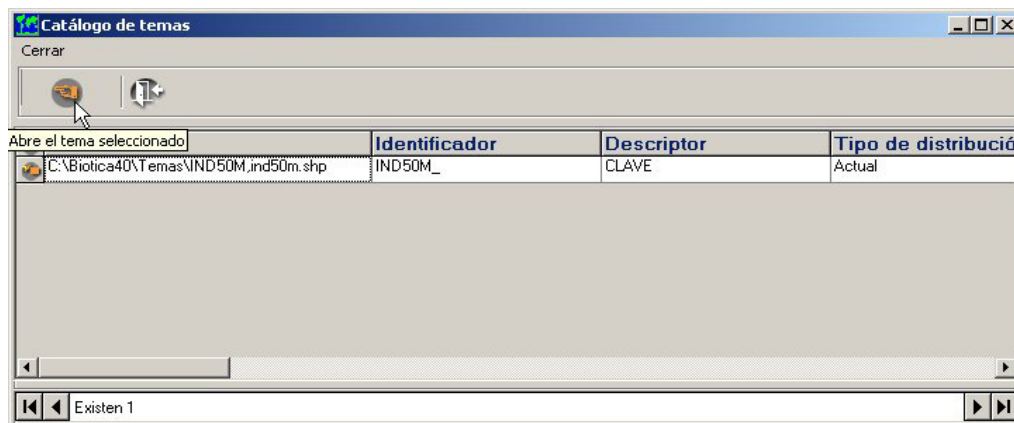 Catálogo de temas
Cerrar
Abre el tema seleccionado
Identificador Descriptor Tipo de distribució
C:\Biotica40\Temas\IND50M,ind50m.shp IND50M_ CLAVE Actual
Existen 1